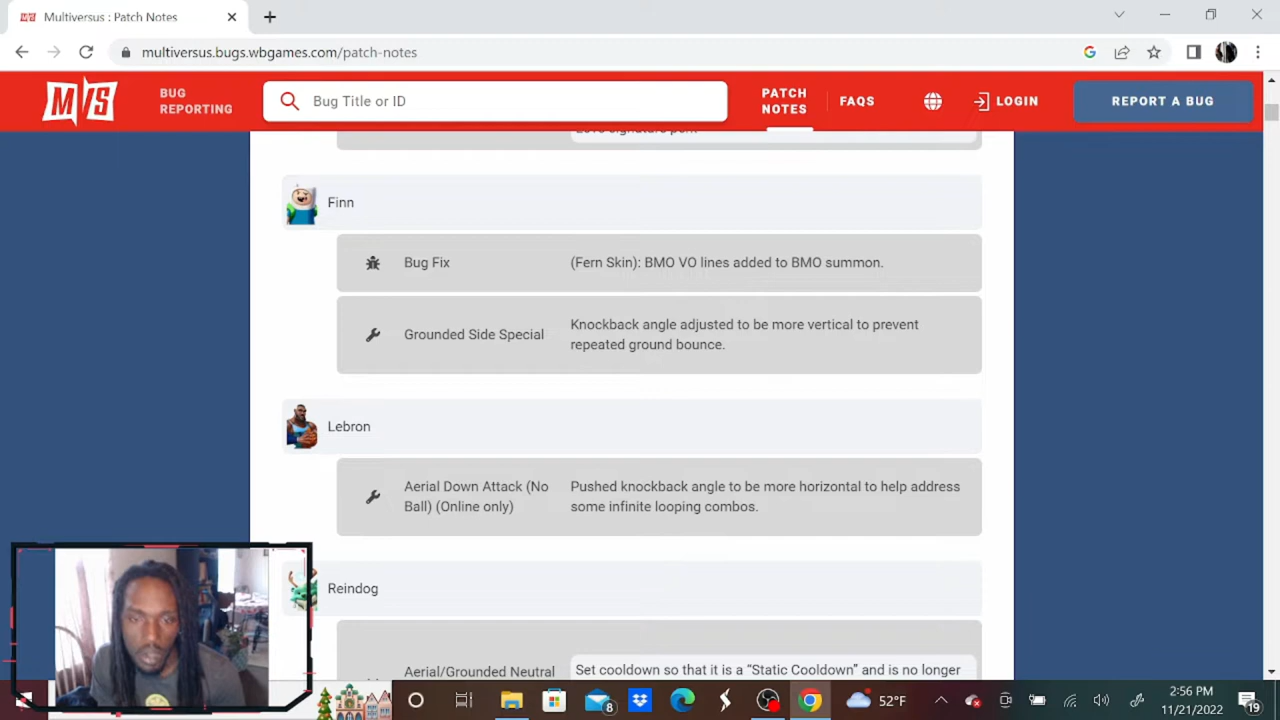 Multiversus : Patch Notes
multiversus.bugs.wbgames.com/patch-notes
M/S
BUG REPORTING
Bug Title or ID
PATCH NOTES
FAQS
LOGIN
REPORT A BUG
Finn
Bug Fix
(Fern Skin): BMO VO lines added to BMO summon.
Grounded Side Special
Knockback angle adjusted to be more vertical to prevent
repeated ground bounce.
Lebron
Aerial Down Attack (No
Ball) (Online only)
Pushed knockback angle to be more horizontal to help address
some infinite looping combos.
Reindog
Aerial/Grounded Neutral
Set cooldown so that it is a “Static Cooldown” and is no longer
8
52°F
2:56 PM
11/21/2022
19